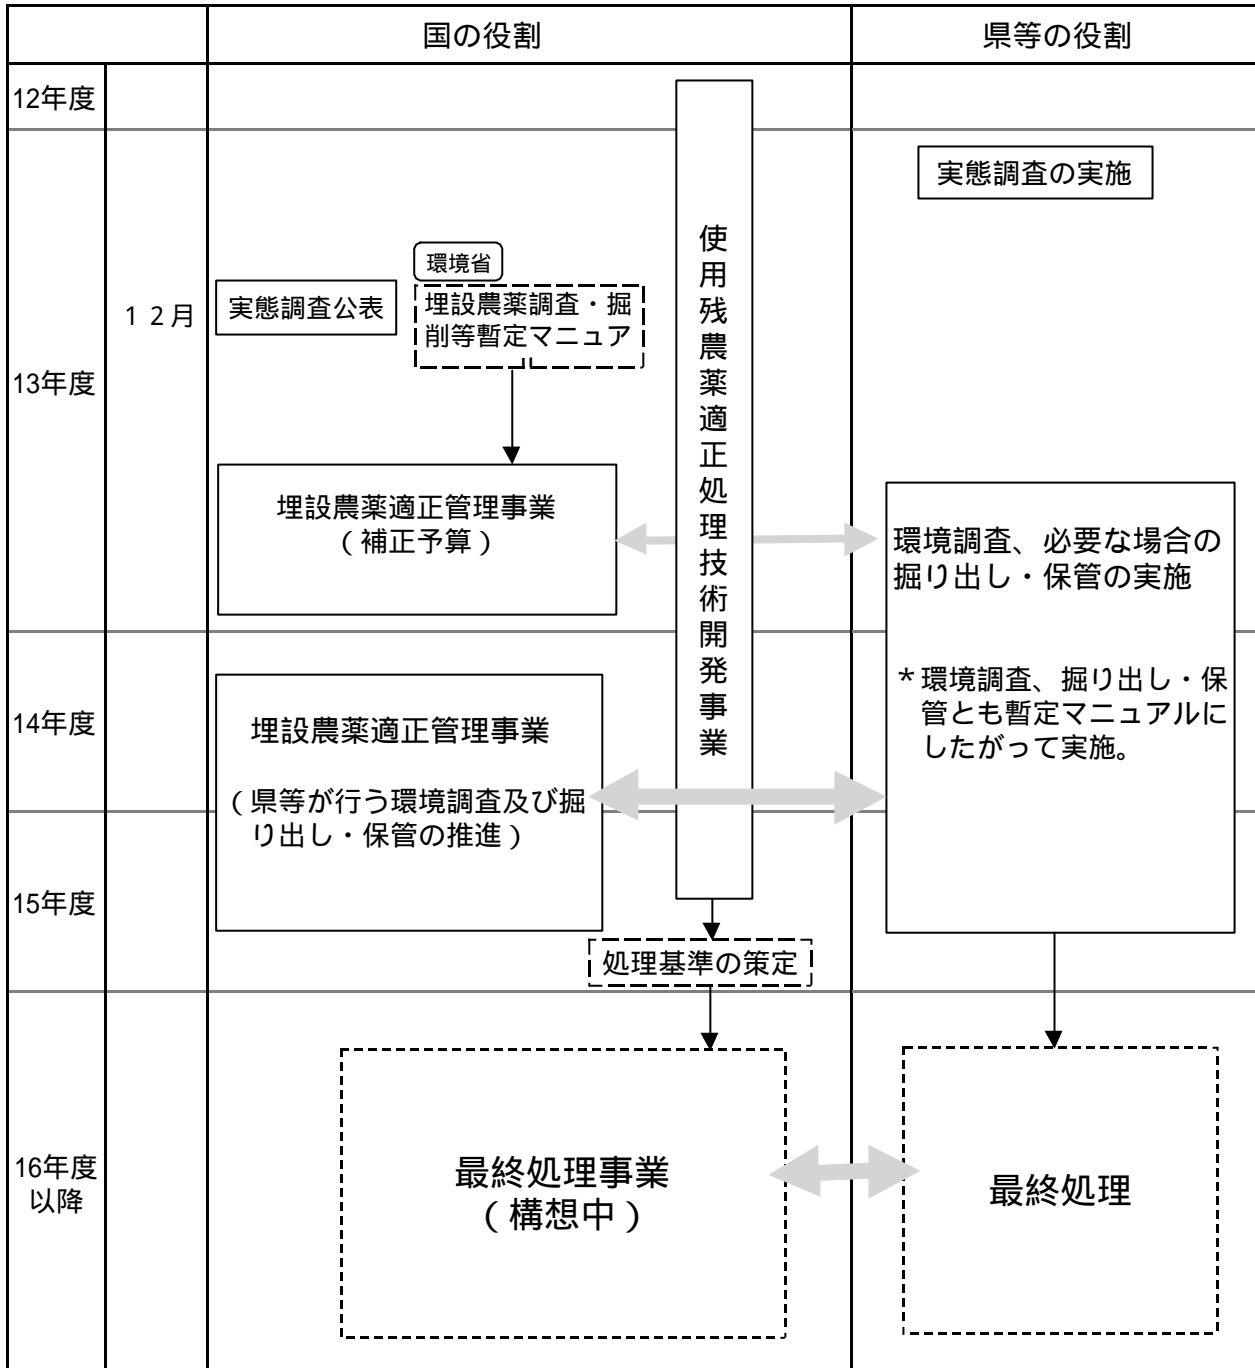 国の役割
県等の役割
12年度
実態調査の実施
13年度
１２月
実態調査公表
環境省
埋設農薬調査・掘
削等暫定マニュア
使用残農薬適正処理技術開発事業
埋設農薬適正管理事業
（補正予算）
環境調査、必要な場合の
掘り出し・保管の実施
＊環境調査、掘り出し・保
管とも暫定マニュアルに
したがって実施。
14年度
埋設農薬適正管理事業
（県等が行う環境調査及び掘
り出し・保管の推進）
15年度
処理基準の策定
16年度
以降
最終処理事業
（構想中）
最終処理